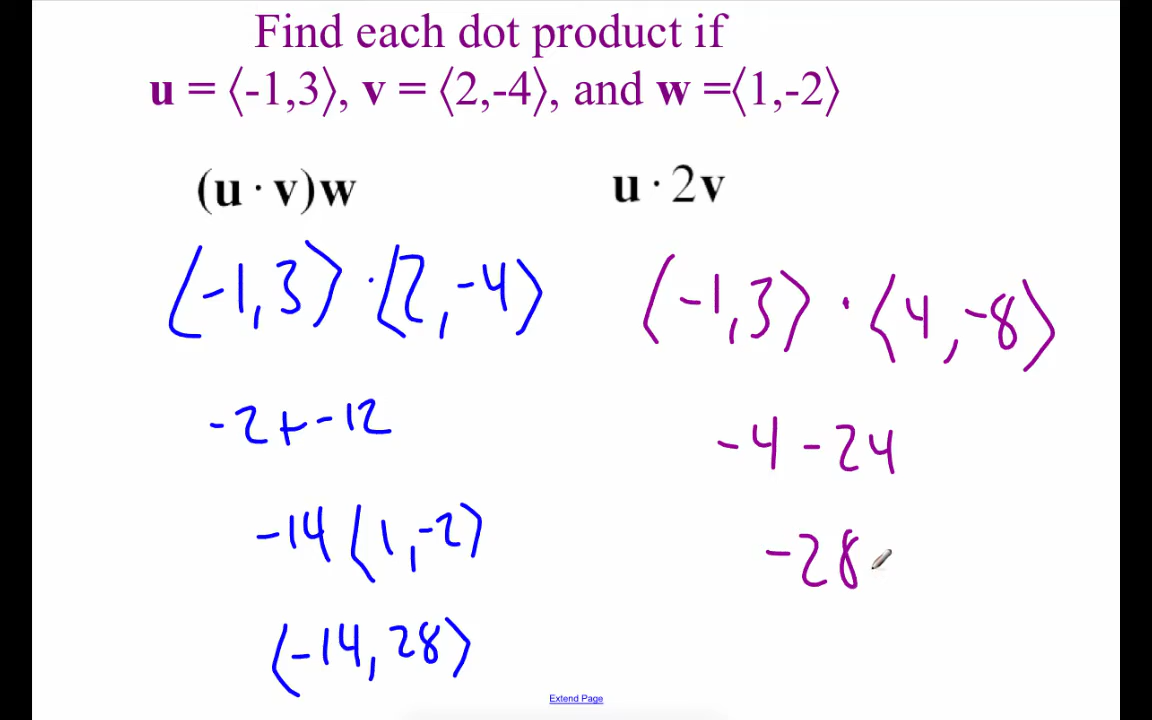 Find each dot product if
u = ⟨-1,3⟩, v = ⟨2,-4⟩, and w =⟨1,-2⟩
(u · v)w
⟨-1,3⟩ · ⟨2,-4⟩
-2+-12
-14⟨1,-2⟩
⟨-14,28⟩
u · 2v
⟨-1,3⟩ · ⟨4,-8⟩
-4-24
-28
Extend Page